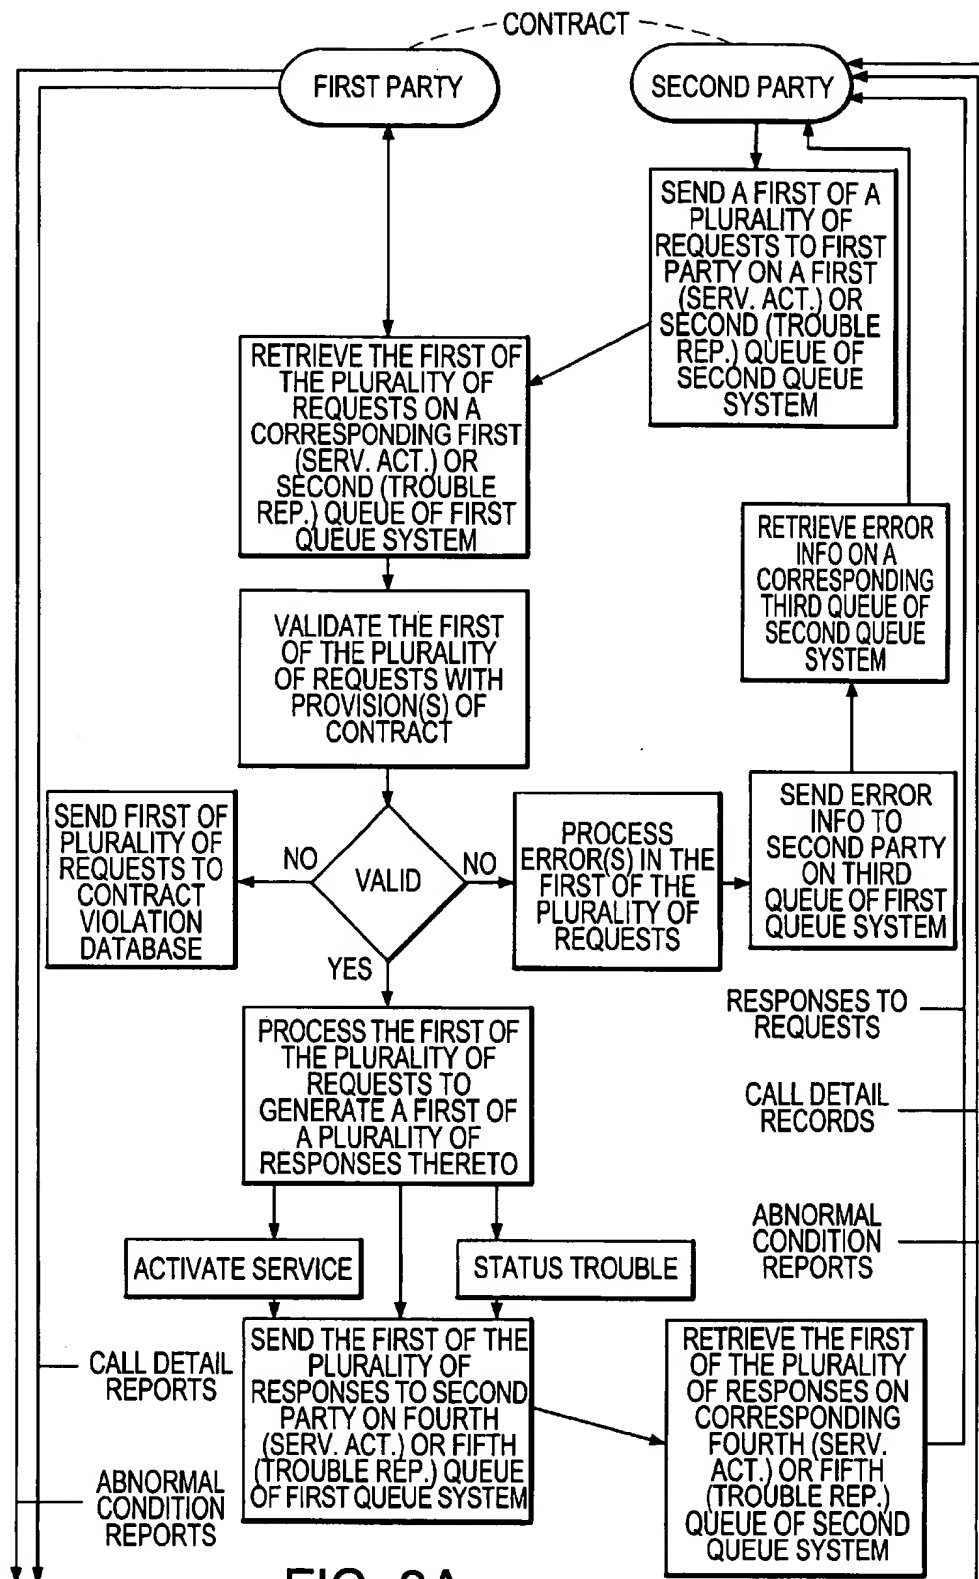 CONTRACT
FIRST PARTY
SECOND PARTY
SEND A FIRST OF A
PLURALITY OF
REQUESTS TO FIRST
PARTY ON A FIRST
(SERV. ACT.) OR
SECOND (TROUBLE
REP.) QUEUE OF
SECOND QUEUE
SYSTEM
RETRIEVE THE FIRST OF
THE PLURALITY OF
REQUESTS ON A
CORRESPONDING FIRST
(SERV. ACT.) OR
SECOND (TROUBLE
REP.) QUEUE OF FIRST
QUEUE SYSTEM
RETRIEVE ERROR
INFO ON A
CORRESPONDING
THIRD QUEUE OF
SECOND QUEUE
SYSTEM
VALIDATE THE FIRST
OF THE PLURALITY
OF REQUESTS WITH
PROVISION(S) OF
CONTRACT
SEND FIRST OF
PLURALITY OF
REQUESTS TO
CONTRACT
VIOLATION
DATABASE
NO
VALID
NO
YES
PROCESS
ERROR(S) IN THE
FIRST OF THE
PLURALITY OF
REQUESTS
SEND ERROR
INFO TO
SECOND PARTY
ON THIRD
QUEUE OF FIRST
QUEUE SYSTEM
PROCESS THE FIRST OF
THE PLURALITY OF
REQUESTS TO
GENERATE A FIRST OF
A PLURALITY OF
RESPONSES THERETO
RESPONSES TO
REQUESTS
CALL DETAIL
RECORDS
ABNORMAL
CONDITION
REPORTS
ACTIVATE SERVICE
STATUS TROUBLE
SEND THE FIRST OF THE
PLURALITY OF
RESPONSES TO SECOND
PARTY ON FOURTH
(SERV. ACT.) OR FIFTH
(TROUBLE REP.) QUEUE
OF FIRST QUEUE SYSTEM
RETRIEVE THE FIRST
OF THE PLURALITY
OF RESPONSES ON
CORRESPONDING
FOURTH (SERV.
ACT.) OR FIFTH
(TROUBLE REP.)
QUEUE OF SECOND
QUEUE SYSTEM
CALL DETAIL
REPORTS
ABNORMAL
CONDITION
REPORTS